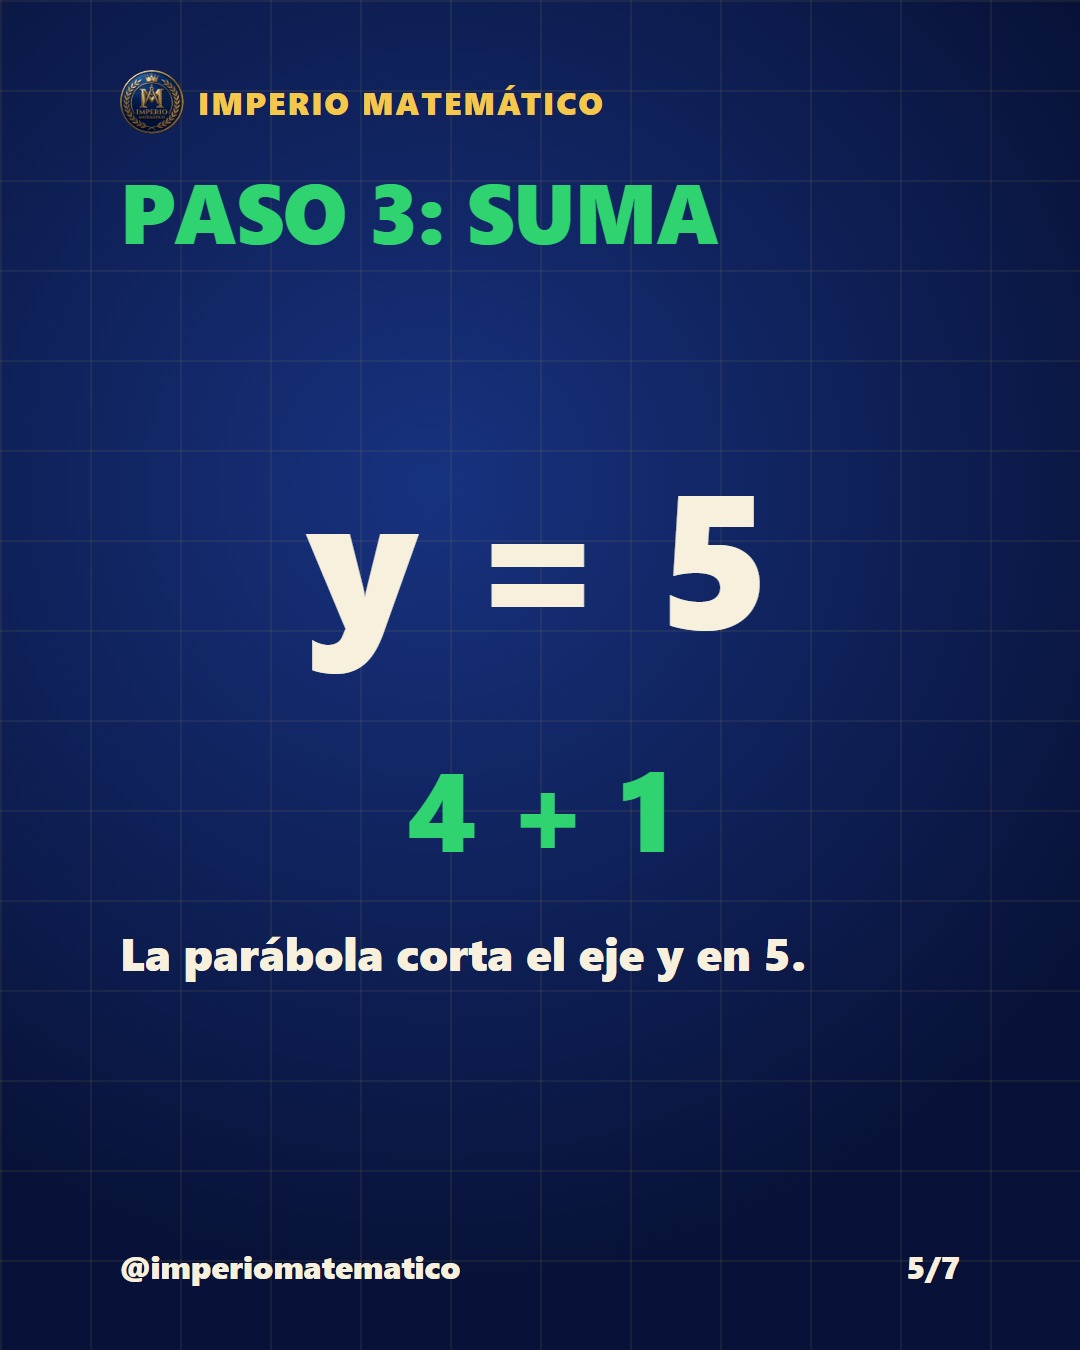 IMPERIO MATEMÁTICO
PASO 3: SUMA
y = 5
4 + 1
La parábola corta el eje y en 5.
@imperiomatematico
5/7